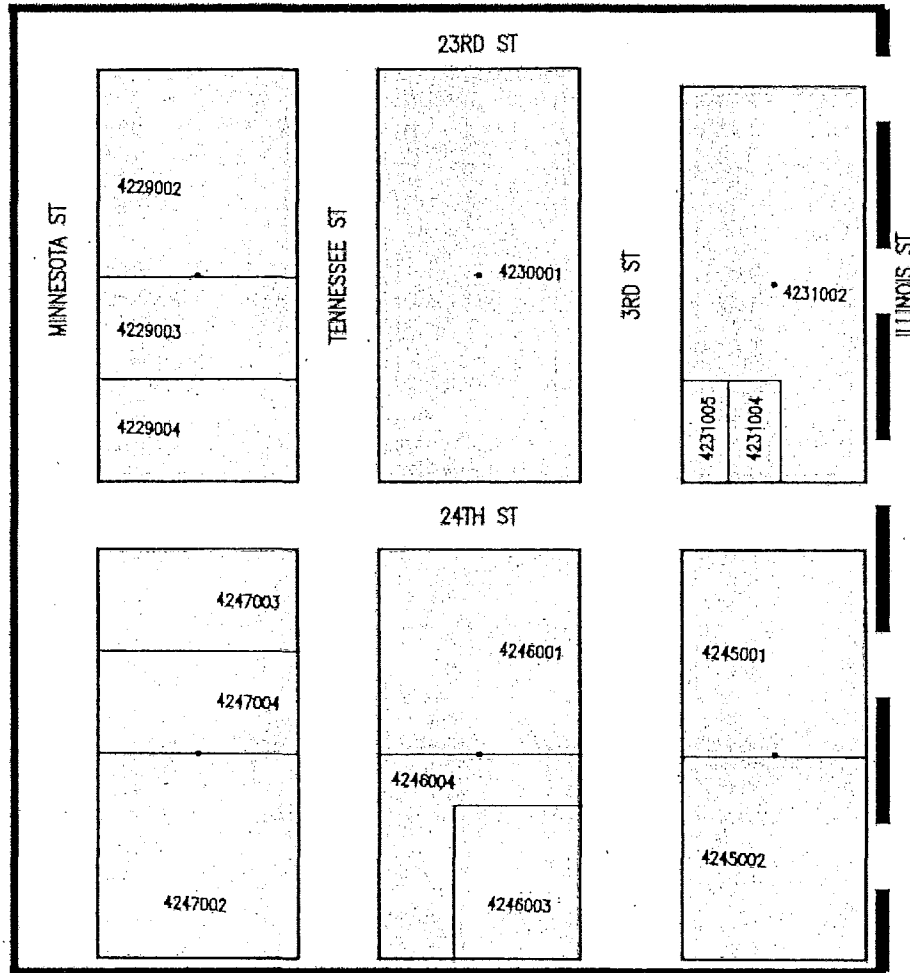 23RD ST
MINNESOTA ST
4229002
4229003
4229004
TENNESSEE ST
4230001
3RD ST
4231002
4231005
4231004
ILLINOIS ST
24TH ST
4247003
4247004
4247002
4246001
4246004
4246003
4245001
4245002